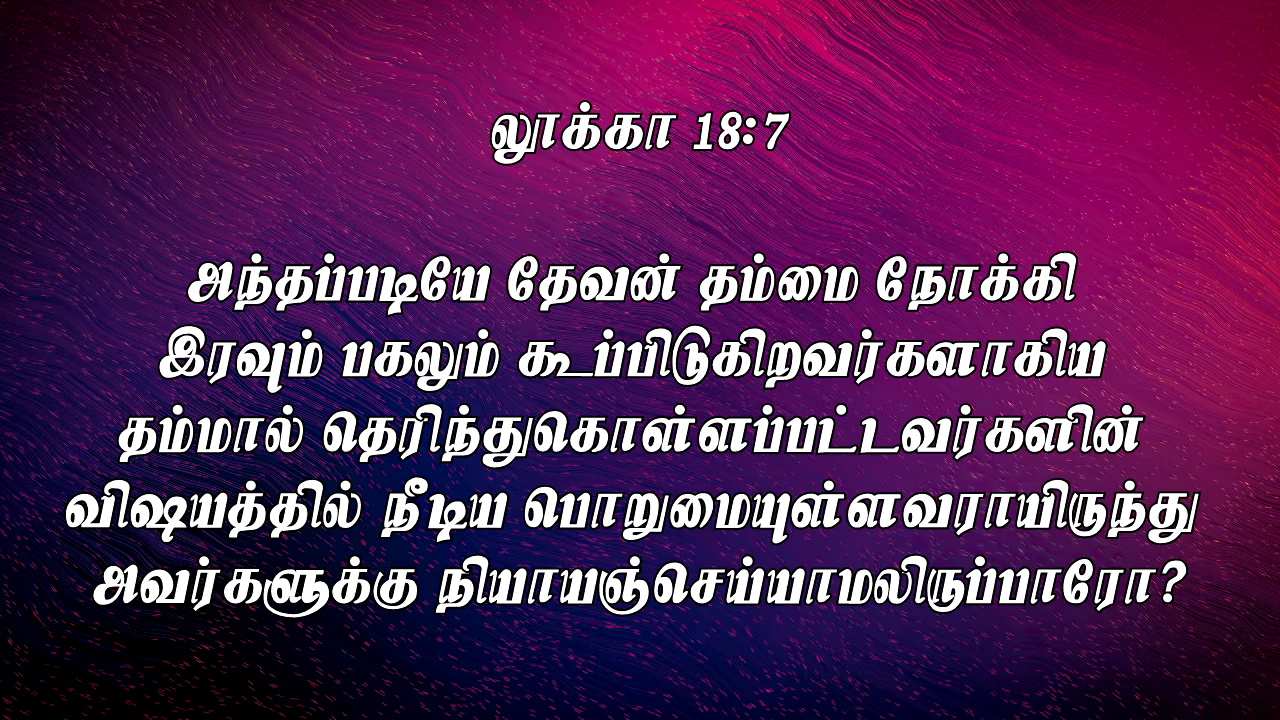 லூக்கா 18:7
அந்தப்படியே தேவன் தம்மை நோக்கி
இரவும் பகலும் கூப்பிடுகிறவர்களாகிய
தம்மால் தெரிந்துகொள்ளப்பட்டவர்களின்
விஷயத்தில் நீடிய பொறுமையுள்ளவராயிருந்து
அவர்களுக்கு நியாயஞ்செய்யாமலிருப்பாரோ?